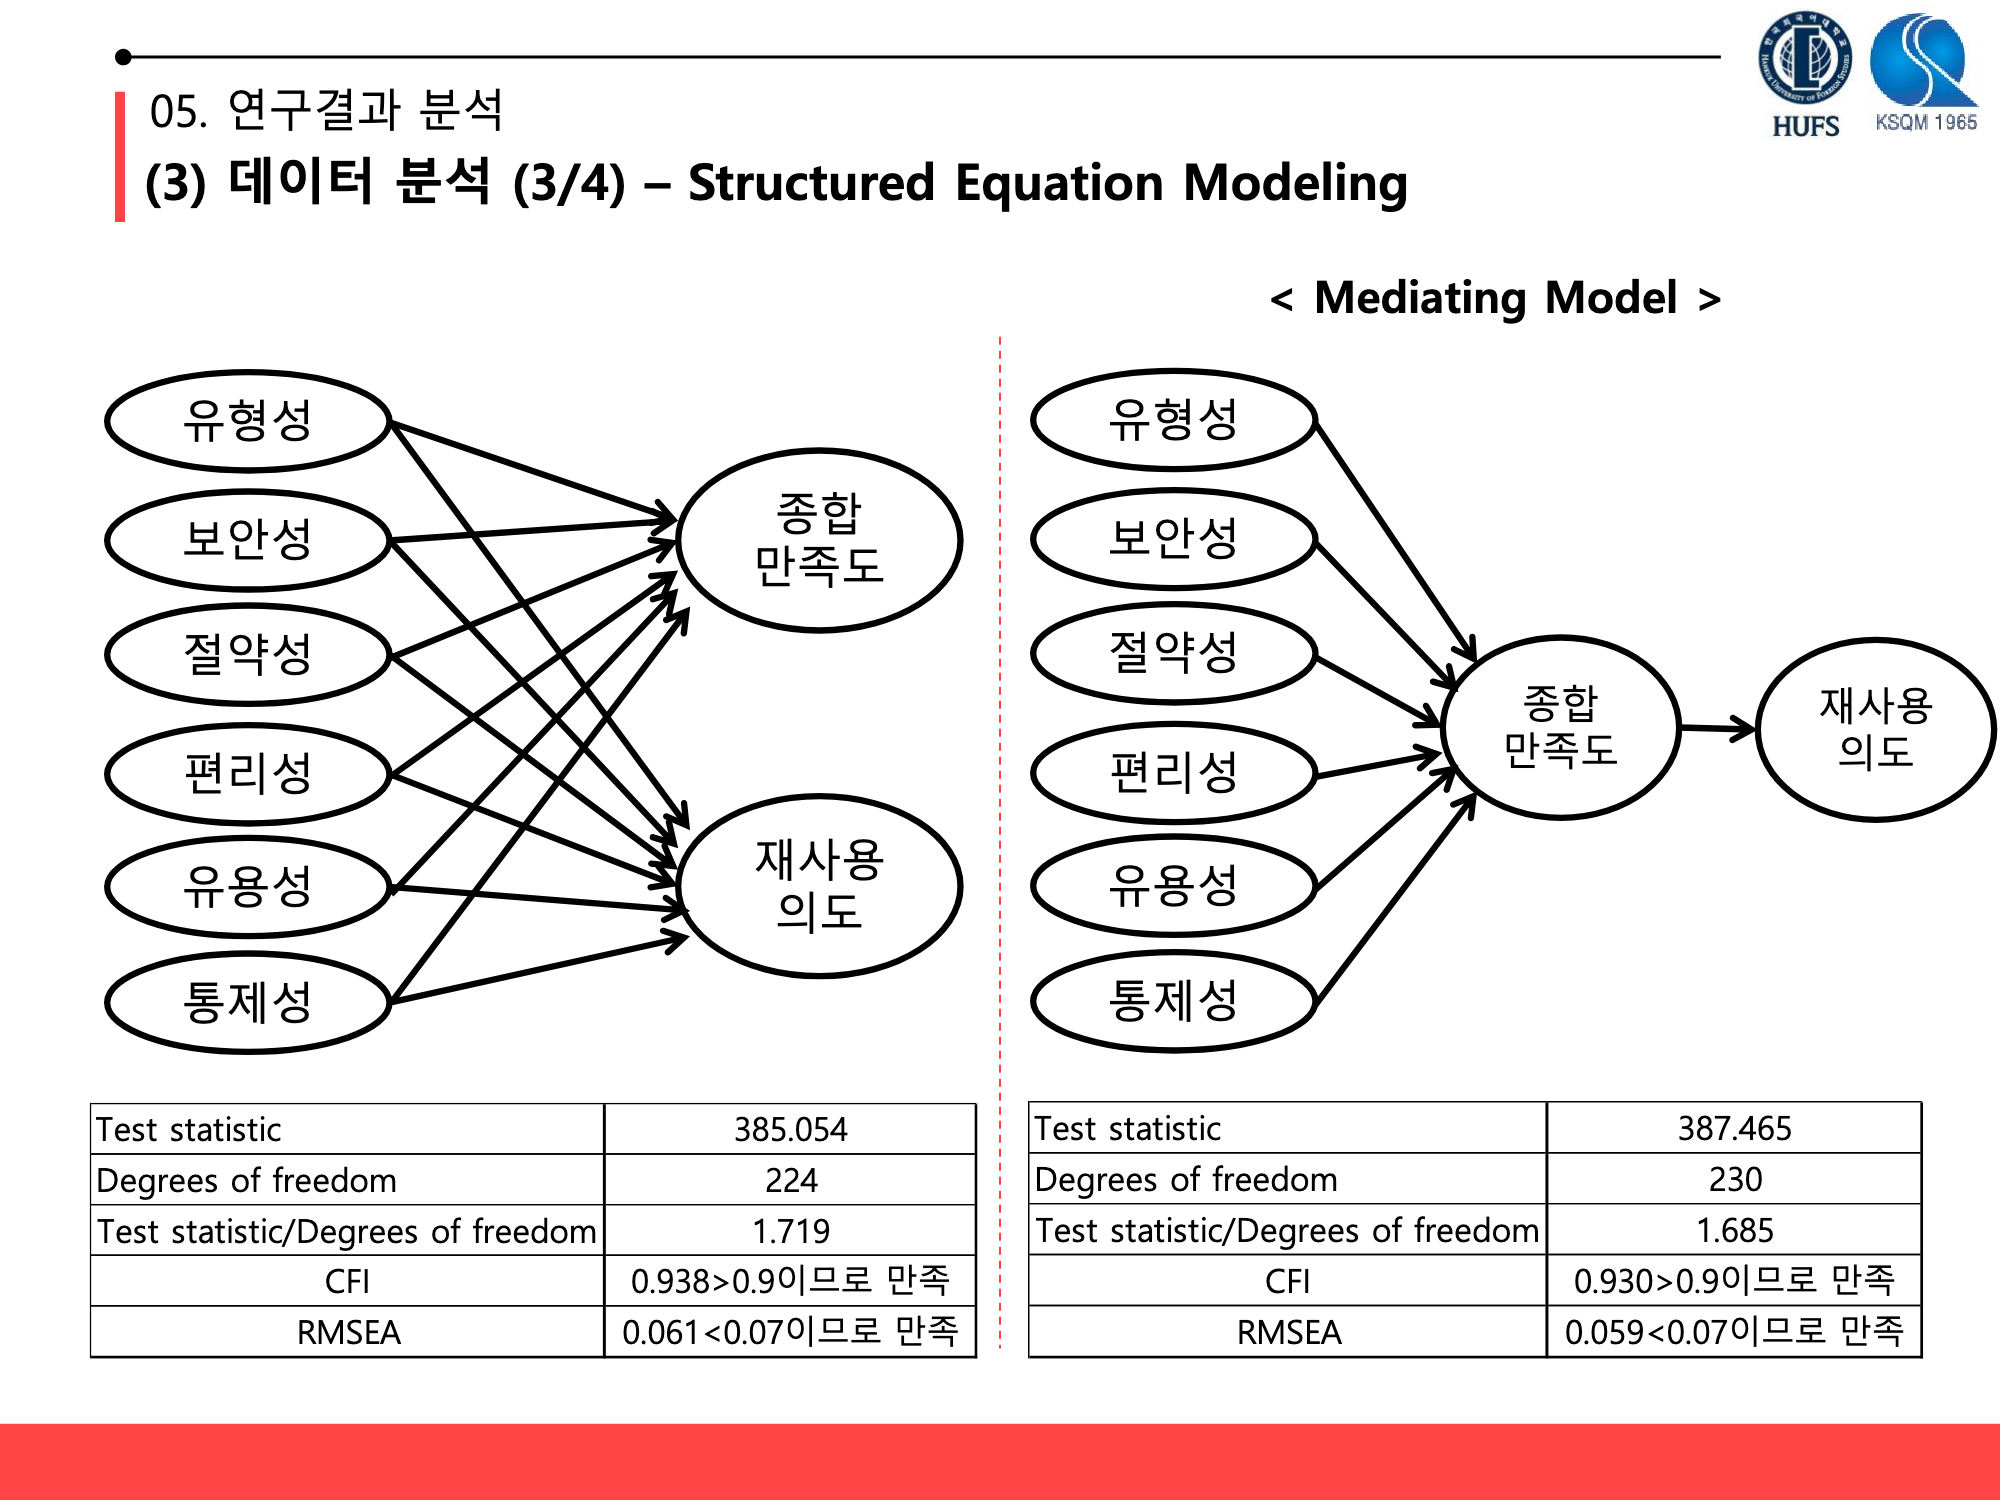 05. 연구결과 분석
(3) 데이터 분석 (3/4) – Structured Equation Modeling
HUFS
KSQM 1965
< Mediating Model >
유형성
보안성
절약성
편리성
유용성
통제성
종합
만족도
재사용
의도
유형성
보안성
절약성
편리성
유용성
통제성
종합
만족도
재사용
의도
Test statistic 385.054
Degrees of freedom 224
Test statistic/Degrees of freedom 1.719
CFI 0.938>0.9이므로 만족
RMSEA 0.061<0.07이므로 만족
Test statistic 387.465
Degrees of freedom 230
Test statistic/Degrees of freedom 1.685
CFI 0.930>0.9이므로 만족
RMSEA 0.059<0.07이므로 만족